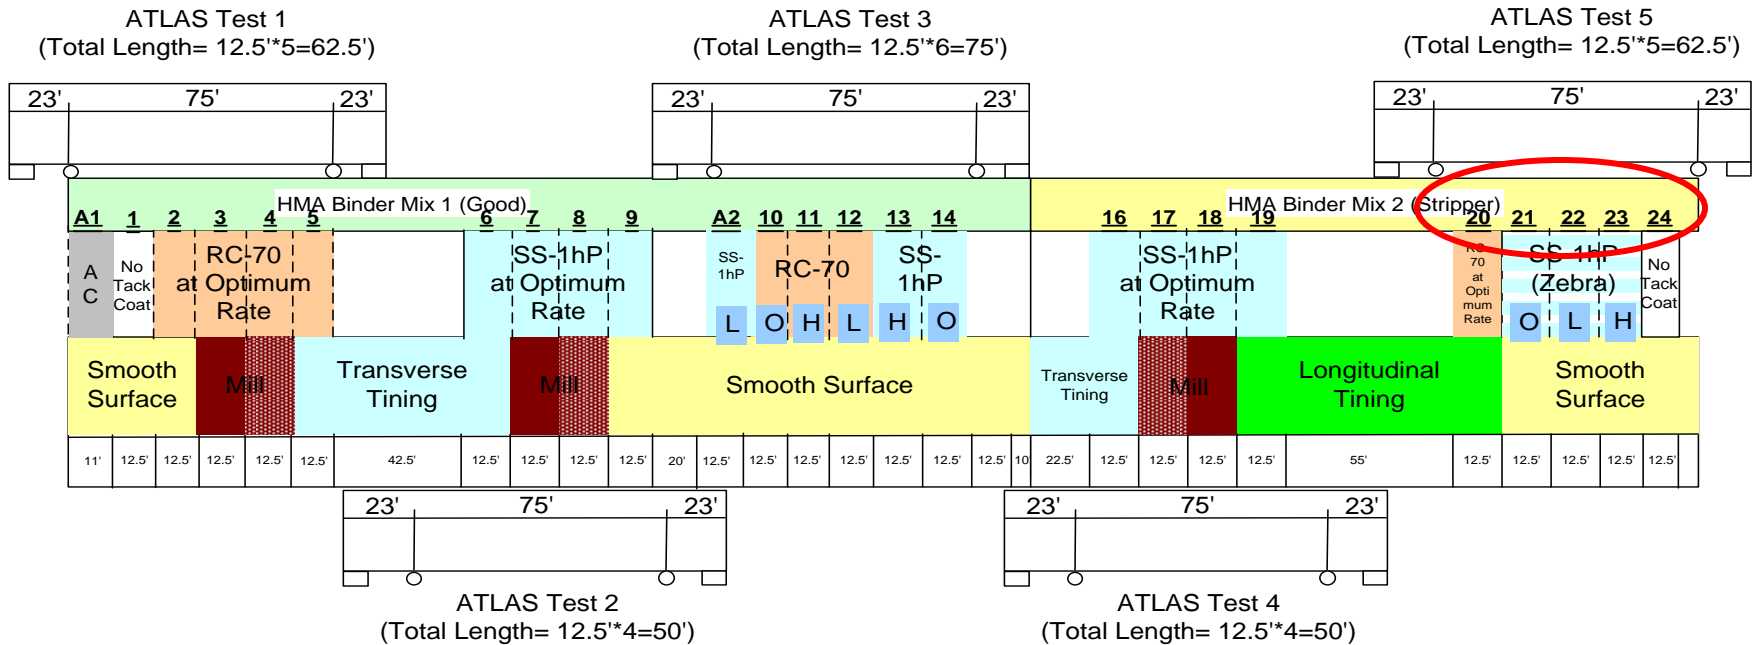 ATLAS Test 1
(Total Length= 12.5'*5=62.5')
ATLAS Test 3
(Total Length= 12.5'*6=75')
ATLAS Test 5
(Total Length= 12.5'*5=62.5')
23' 75' 23'
23' 75' 23'
23' 75' 23'
HMA Binder Mix 1 (Good)
HMA Binder Mix 2 (Stripper)
A1 1 2 3 4 5 6 7 8 9 A2 10 11 12 13 14 16 17 18 19 20 21 22 23 24
A
C
No
Tack
Coat
RC-70
at Optimum
Rate
SS-1hP
at Optimum
Rate
SS-
1hP
RC-70
SS-
1hP
L O H L H O
SS-1hP
at Optimum
Rate
RC-
70
at
Opti
mum
Rate
SS-1hP
(Zebra)
O L H
No
Tack
Coat
Smooth
Surface
Mill
Transverse
Tining
Mill
Smooth Surface
Transverse
Tining
Mill
Longitudinal
Tining
Smooth
Surface
11' 12.5' 12.5' 12.5' 12.5' 12.5' 42.5' 12.5' 12.5' 12.5' 12.5' 20' 12.5' 12.5' 12.5' 12.5' 12.5' 12.5' 12.5' 10' 22.5' 12.5' 12.5' 12.5' 12.5' 55' 12.5' 12.5' 12.5' 12.5' 12.5'
23' 75' 23'
23' 75' 23'
ATLAS Test 2
(Total Length= 12.5'*4=50')
ATLAS Test 4
(Total Length= 12.5'*4=50')